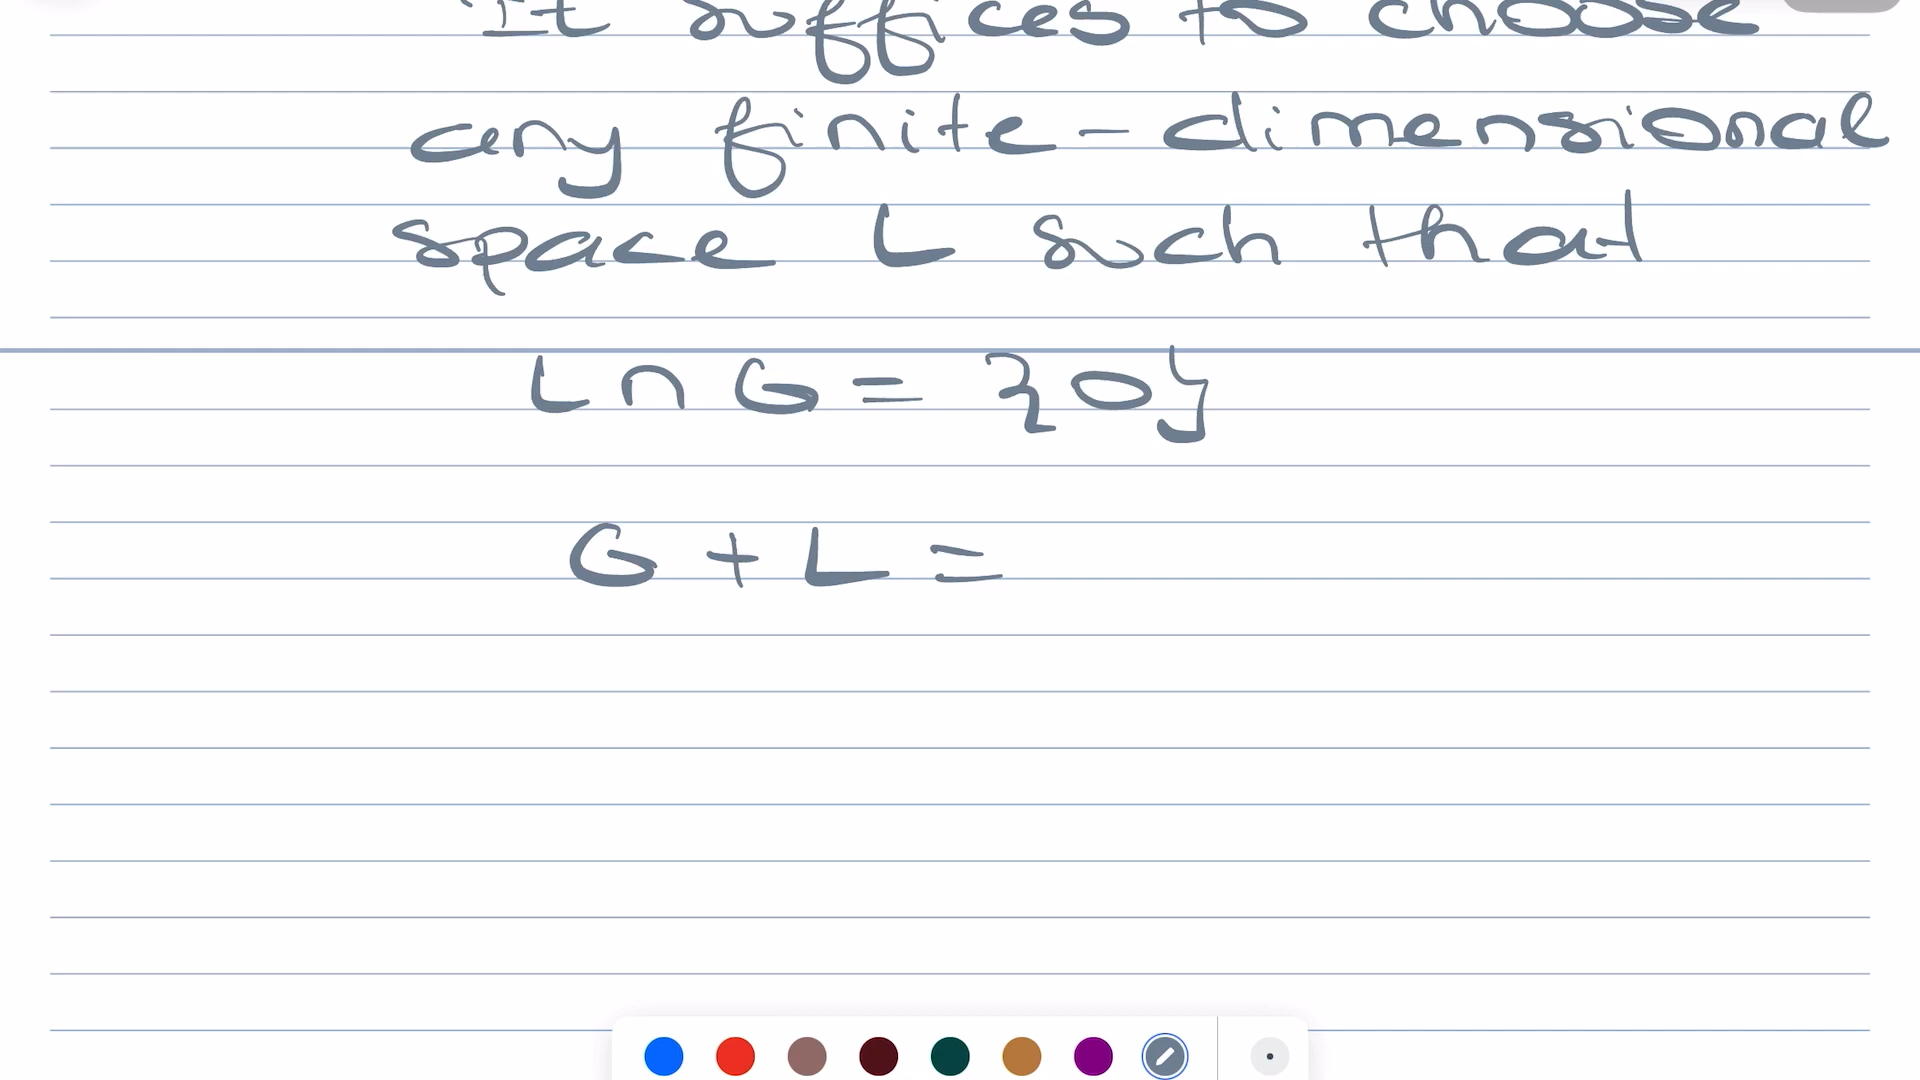 It suffices to choose
any finite-dimensional
space L such that
L ∩ G = {0}
G + L =